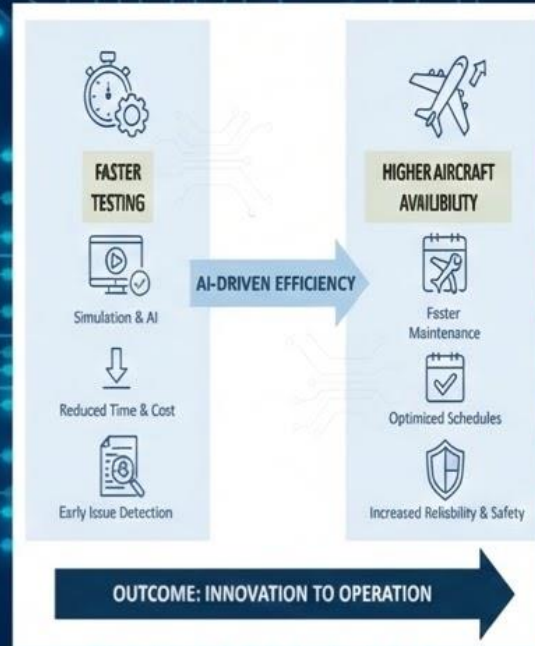 FASTER
TESTING
Simulation & AI
Reduced Time & Cost
Early Issue Detection
AI-DRIVEN EFFICIENCY
HIGHER AIRCRAFT
AVAILIBILITY
Fsster
Maintenance
Optimiced Schedules
Increased Relisbility & Safety
OUTCOME: INNOVATION TO OPERATION